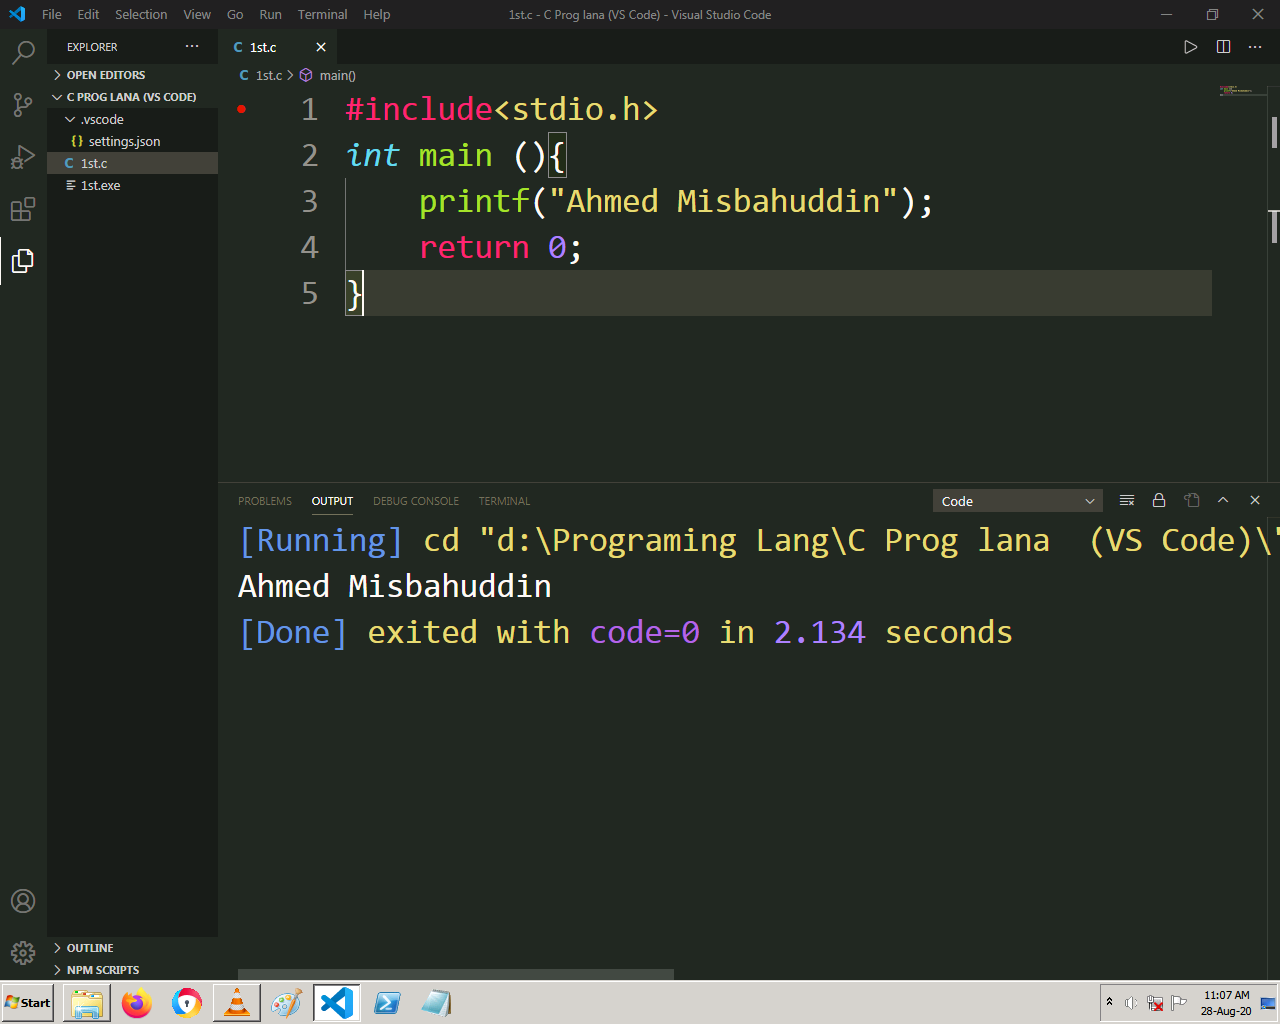 File Edit Selection View Go Run Terminal Help 1st.c - C Prog lana (VS Code) - Visual Studio Code
EXPLORER
OPEN EDITORS
C PROG LANA (VS CODE)
.vscode
{} settings.json
C 1st.c
1st.exe
OUTLINE
NPM SCRIPTS
C 1st.c
C 1st.c > main()
1 #include<stdio.h>
2 int main (){
3 printf("Ahmed Misbahuddin");
4 return 0;
5 }
PROBLEMS OUTPUT DEBUG CONSOLE TERMINAL Code
[Running] cd "d:\Programing Lang\C Prog lana  (VS Code)\"
Ahmed Misbahuddin
[Done] exited with code=0 in 2.134 seconds
Start
11:07 AM
28-Aug-20